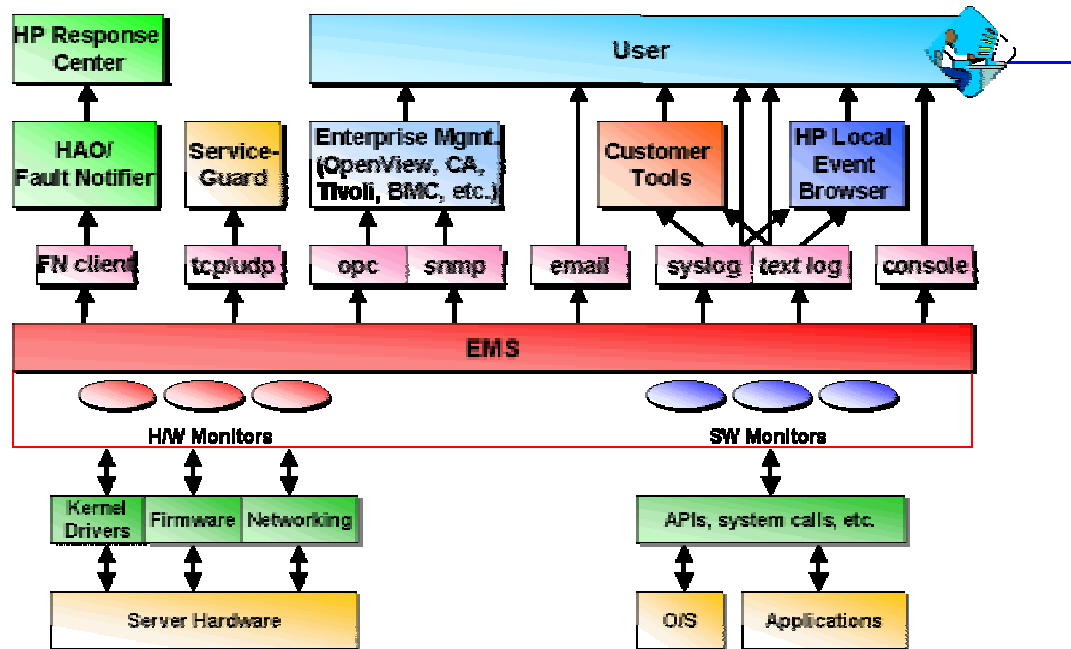 HP Response
Center
User
HAO/
Fault Notifier
Service-
Guard
Enterprise Mgmt.
(OpenView, CA,
Tivoli, BMC, etc.)
Customer
Tools
HP Local
Event
Browser
FN client
tcp/udp
opc
snmp
email
syslog
text log
console
EMS
H/W Monitors
SW Monitors
Kernel
Drivers
Firmware
Networking
APIs, system calls, etc.
Server Hardware
O/S
Applications